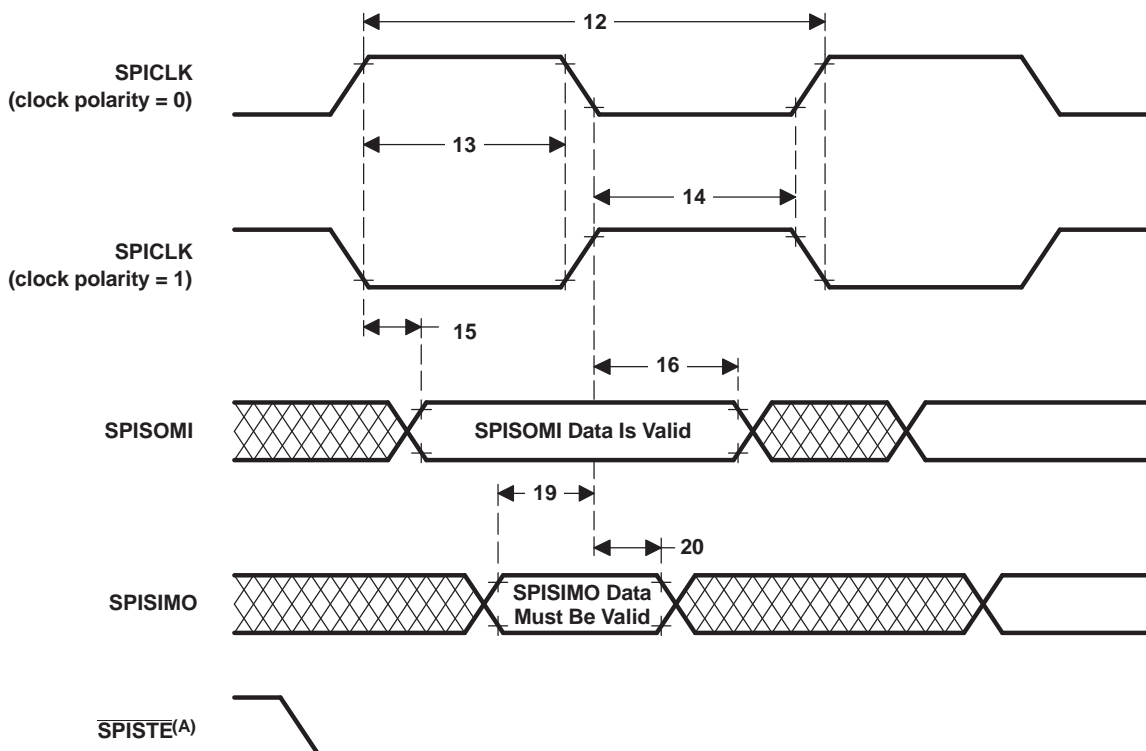 12
SPICLK
(clock polarity = 0)
13
14
SPICLK
(clock polarity = 1)
15
16
SPISOMI
SPISOMI Data Is Valid
19
20
SPISIMO
SPISIMO Data
Must Be Valid
SPISTE(A)